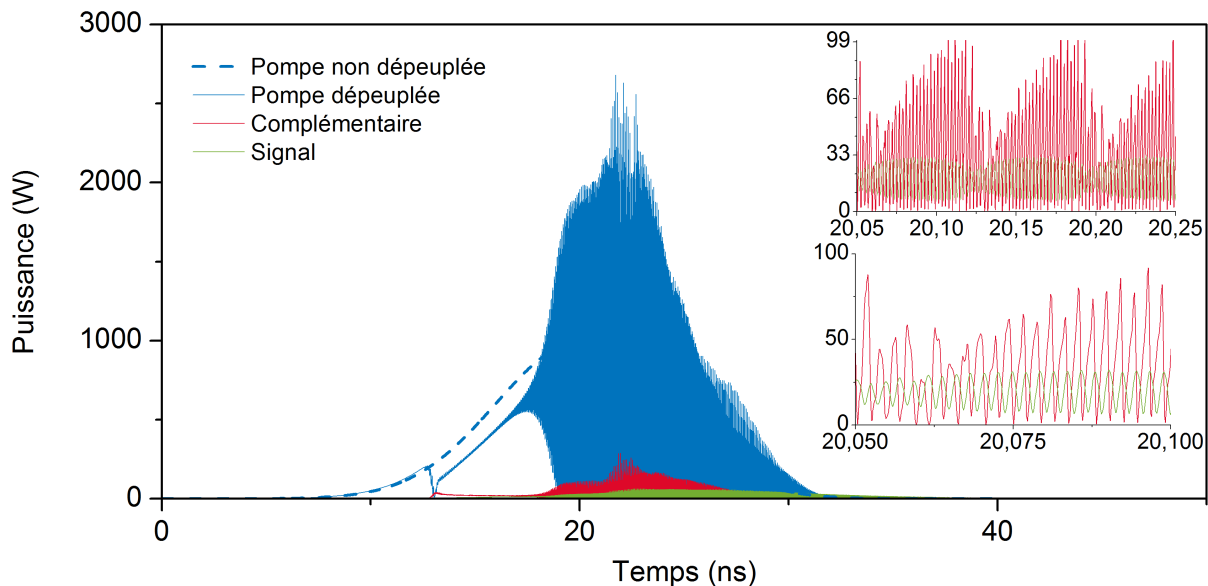 3000
2000
1000
0
Puissance (W)
Pompe non dépeuplée
Pompe dépeuplée
Complémentaire
Signal
99
66
33
0
20,05 20,10 20,15 20,20 20,25
100
50
0
20,050 20,075 20,100
0 20 40
Temps (ns)